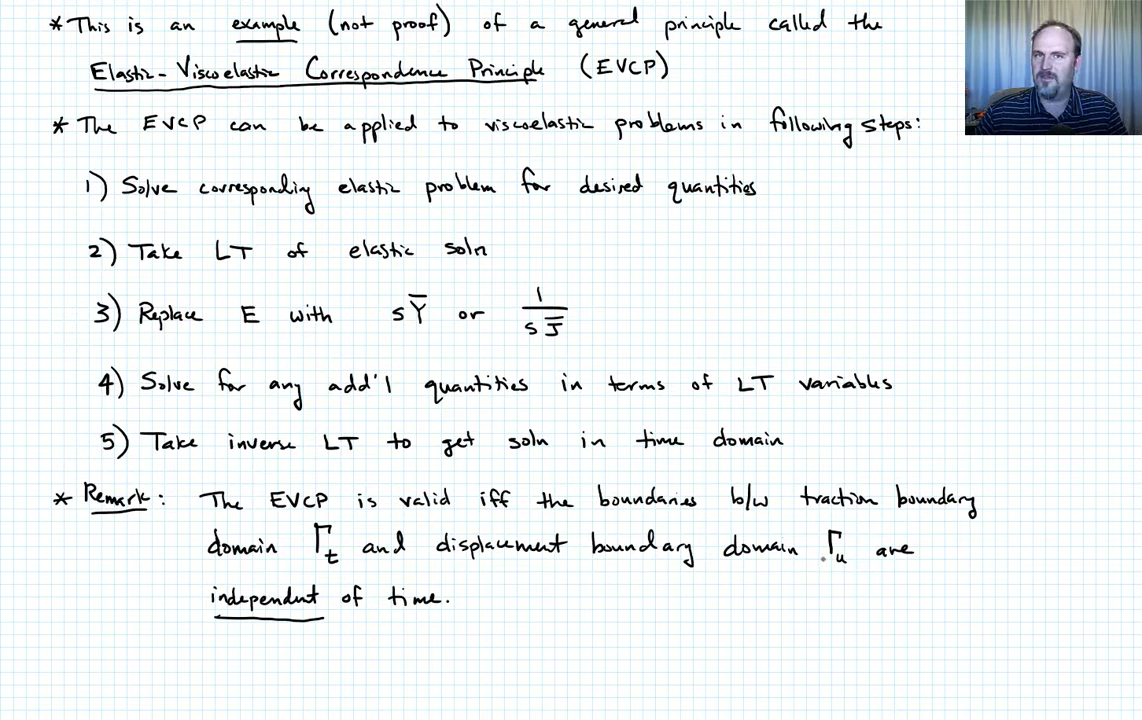 * This is an example (not proof) of a general principle called the
Elastic-Viscoelastic Correspondence Principle (EVCP)
* The EVCP can be applied to viscoelastic problems in following steps:
1) Solve corresponding elastic problem for desired quantities
2) Take LT of elastic soln
3) Replace E with sȲ or 1/(sJ̄)
4) Solve for any add'l quantities in terms of LT variables
5) Take inverse LT to get soln in time domain
* Remark: The EVCP is valid iff the boundaries b/w traction boundary
domain Γt and displacement boundary domain Γu are
independent of time.